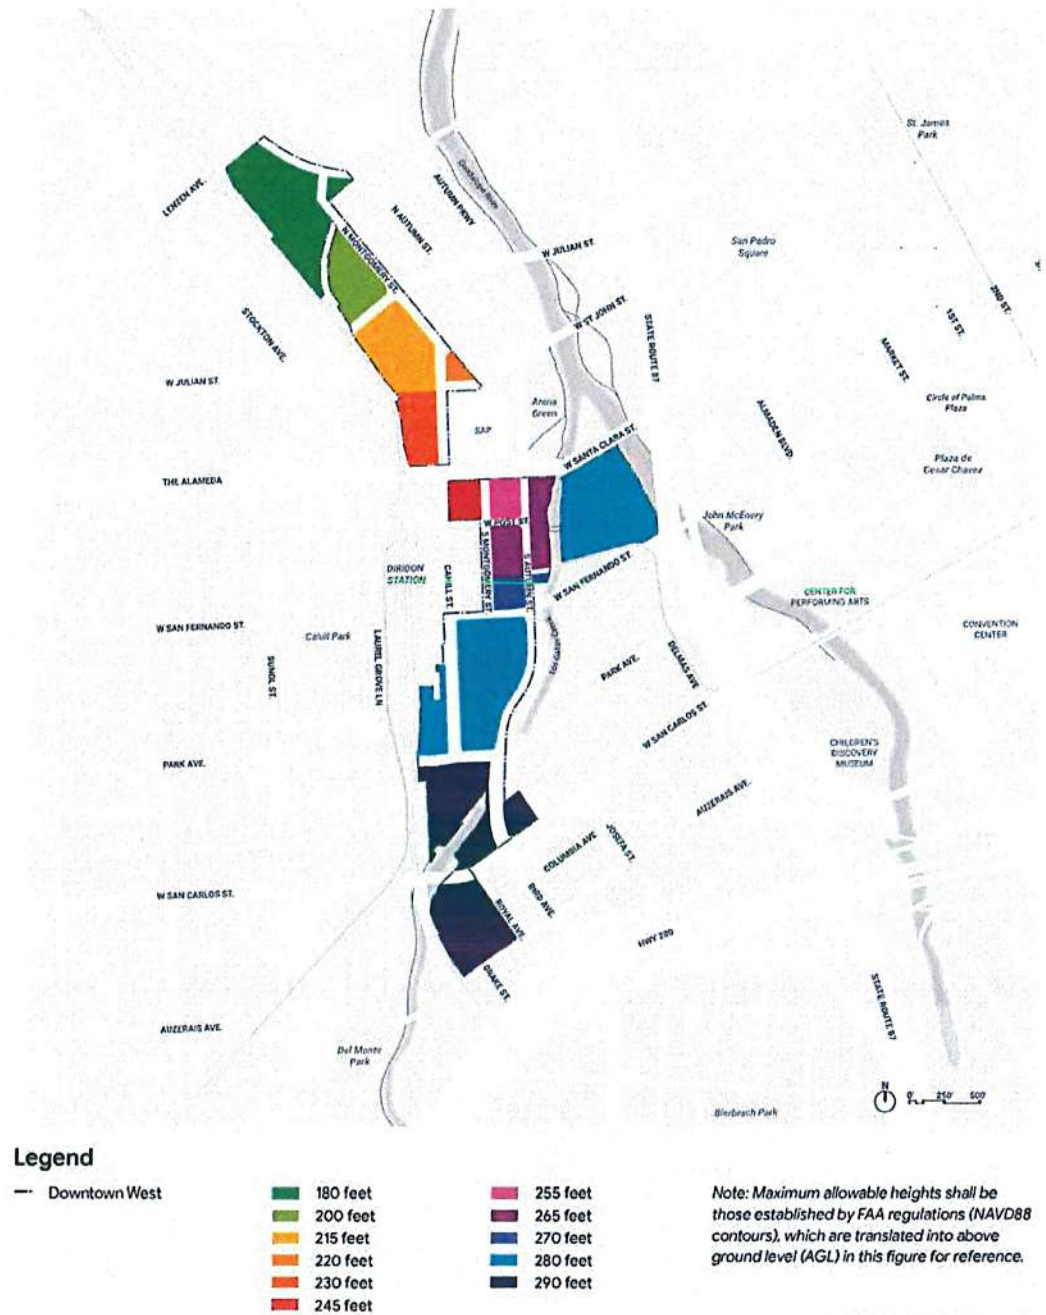 St. James
Park
LENZEN AVE.
AUTUMN PKWY
Guadalupe River
N AUTUMN ST.
N MONTGOMERY ST.
W JULIAN ST.
San Pedro
Square
2ND ST.
1ST ST.
STOCKTON AVE.
W ST JOHN ST.
STATE ROUTE 87
MARKET ST.
W JULIAN ST.
Arena
Green
Circle of Palms
Plaza
ALMADEN BLVD.
SAP
W SANTA CLARA ST.
Plaza de
Cesar Chavez
THE ALAMEDA
John McEnery
Park
W POST ST.
S MONTGOMERY ST.
S AUTUMN ST.
DIRIDON
STATION
CAHILL ST.
W SAN FERNANDO ST.
CENTER FOR
PERFORMING ARTS
W SAN FERNANDO ST.
Cahill Park
LAUREL GROVE LN
CONVENTION
CENTER
SUNOL ST.
PARK AVE.
DELMAS AVE
W SAN CARLOS ST.
PARK AVE.
CHILDREN'S
DISCOVERY
MUSEUM
AUZERAIS AVE.
COLUMBIA AVE
JOSEFA ST.
W SAN CARLOS ST.
BIRD AVE.
ROYAL AVE.
HWY 280
DRAKE ST.
STATE ROUTE 87
AUZERAIS AVE.
Del Monte
Park
N
0' 250' 500'
Biebrach Park
Legend
Downtown West
180 feet
200 feet
215 feet
220 feet
230 feet
245 feet
255 feet
265 feet
270 feet
280 feet
290 feet
Note: Maximum allowable heights shall be
those established by FAA regulations (NAVD88
contours), which are translated into above
ground level (AGL) in this figure for reference.